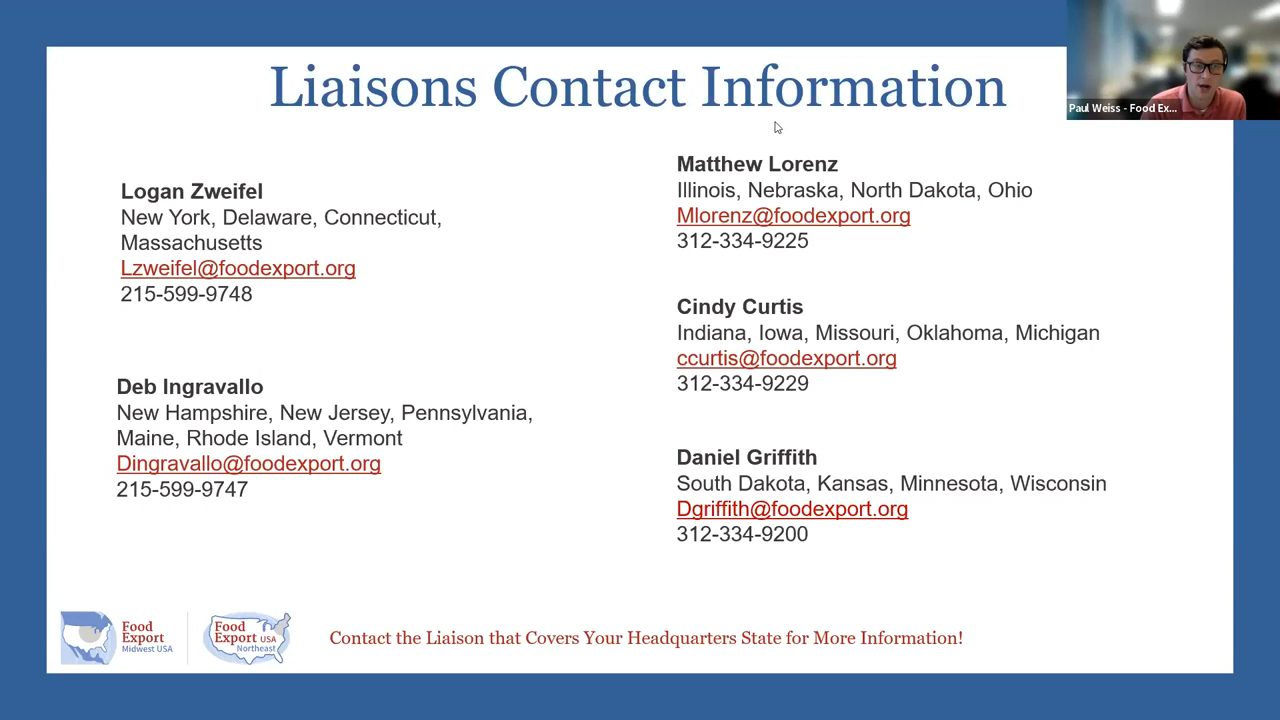 Liaisons Contact Information
Paul Weiss - Food Ex...
Logan Zweifel
New York, Delaware, Connecticut,
Massachusetts
Lzweifel@foodexport.org
215-599-9748
Deb Ingravallo
New Hampshire, New Jersey, Pennsylvania,
Maine, Rhode Island, Vermont
Dingravallo@foodexport.org
215-599-9747
Matthew Lorenz
Illinois, Nebraska, North Dakota, Ohio
Mlorenz@foodexport.org
312-334-9225
Cindy Curtis
Indiana, Iowa, Missouri, Oklahoma, Michigan
ccurtis@foodexport.org
312-334-9229
Daniel Griffith
South Dakota, Kansas, Minnesota, Wisconsin
Dgriffith@foodexport.org
312-334-9200
Food
Export
Midwest USA
Food
Export USA
Northeast
Contact the Liaison that Covers Your Headquarters State for More Information!